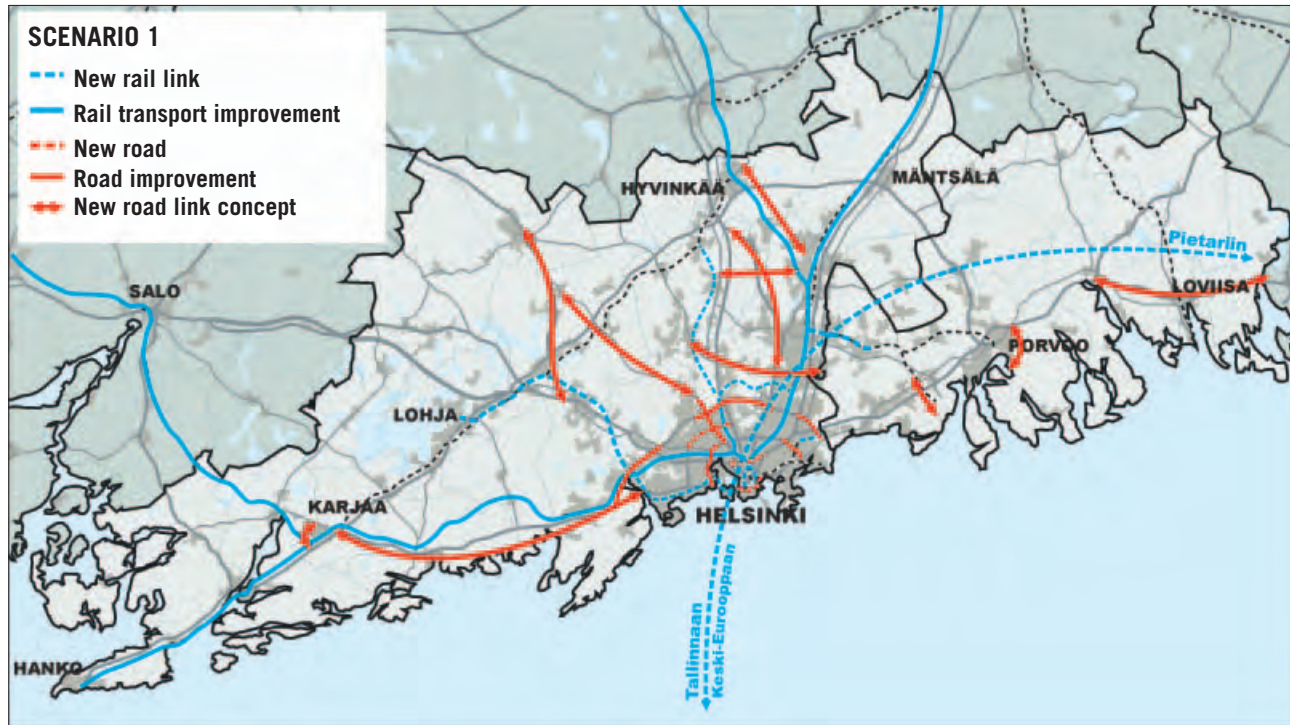 SCENARIO 1
New rail link
Rail transport improvement
New road
Road improvement
New road link concept
HYVINKÄÄ
MÄNTSÄLÄ
Pietariin
SALO
LOVIISA
PORVOO
LOHJA
KARJAA
HELSINKI
HANKO
Tallinnaan
Keski-Eurooppaan